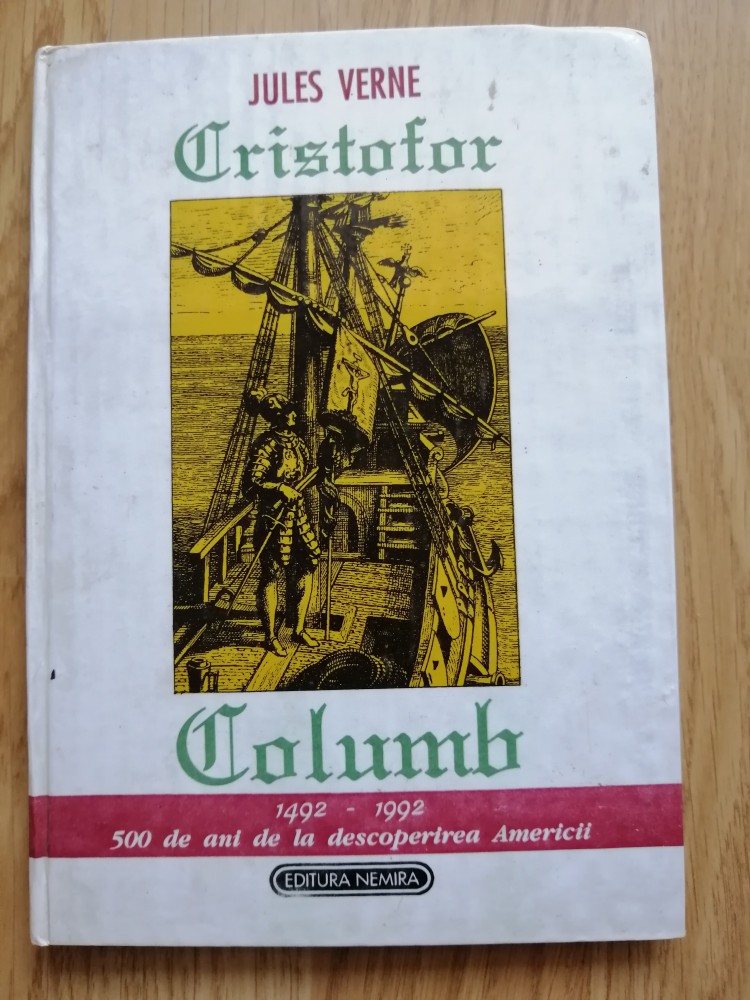 JULES VERNE
Cristofor
Columb
1492 - 1992
500 de ani de la descoperirea Americii
EDITURA NEMIRA